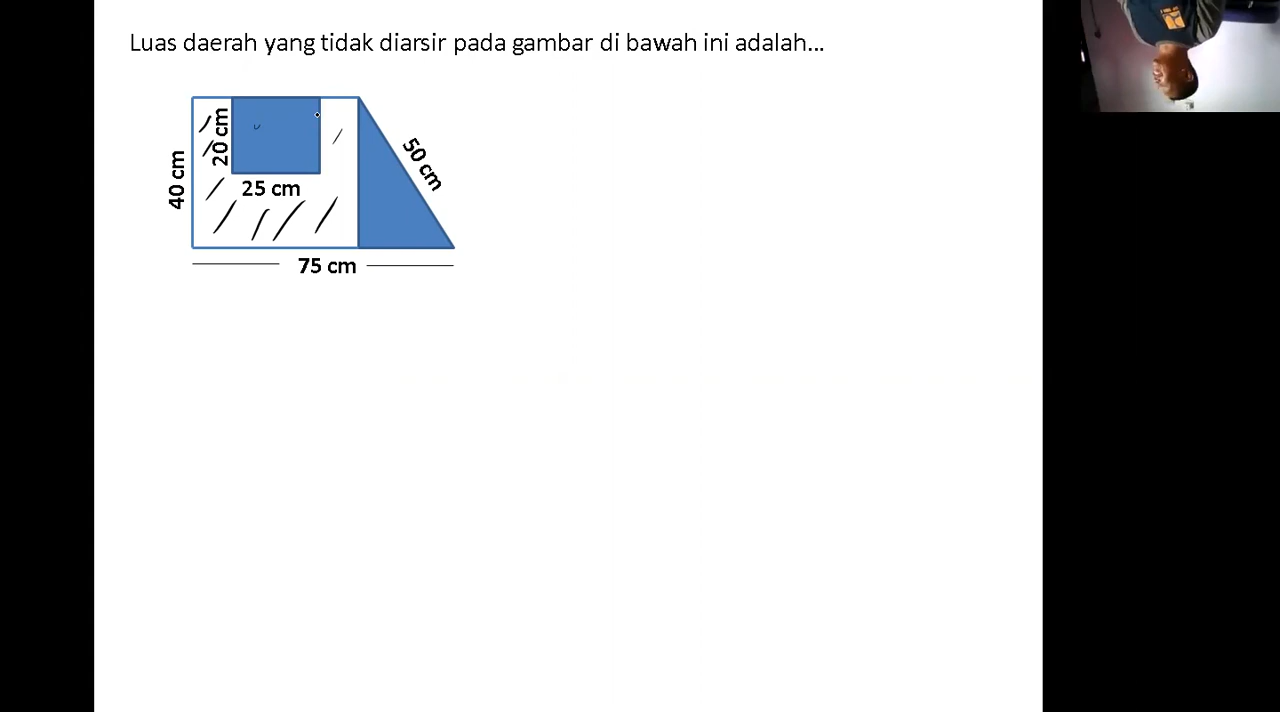 Luas daerah yang tidak diarsir pada gambar di bawah ini adalah...
20 cm
50 cm
40 cm
25 cm
75 cm